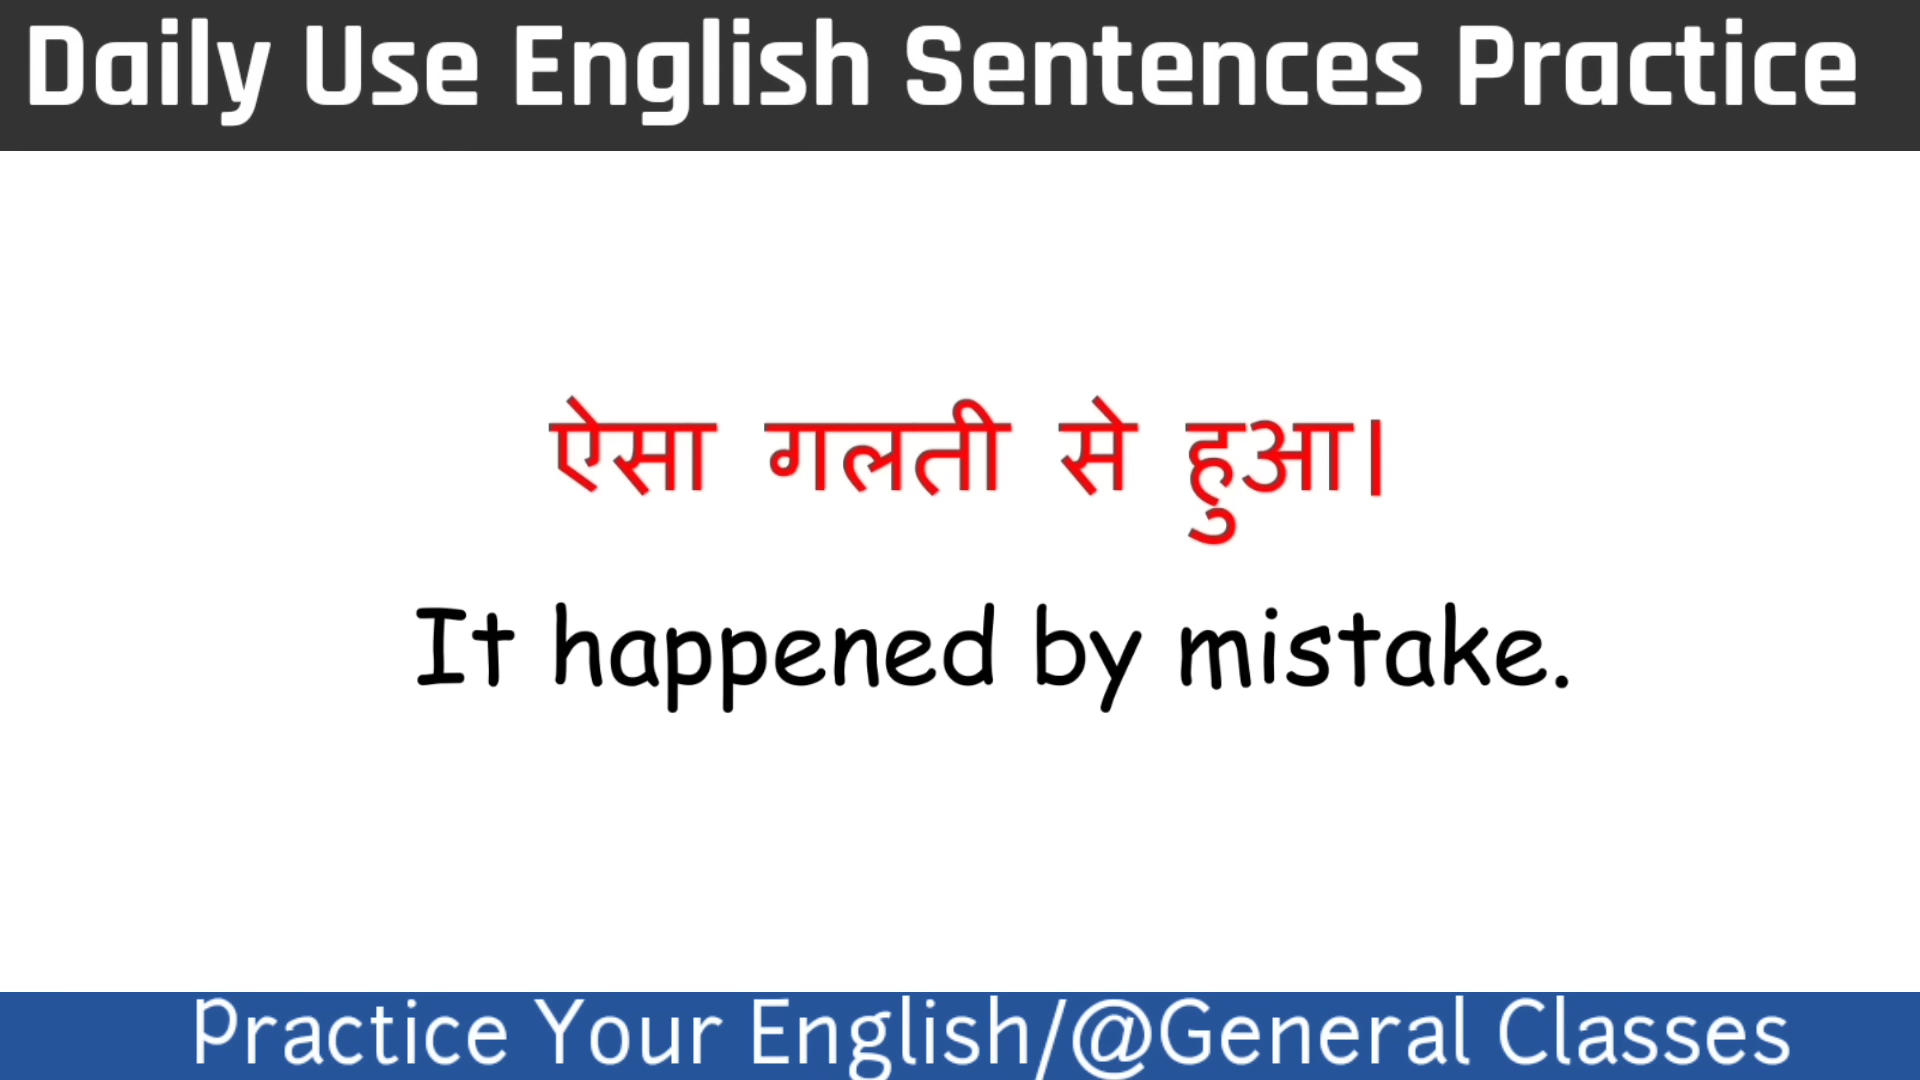 Daily Use English Sentences Practice
ऐसा गलती से हुआ।
It happened by mistake.
Practice Your English/@General Classes